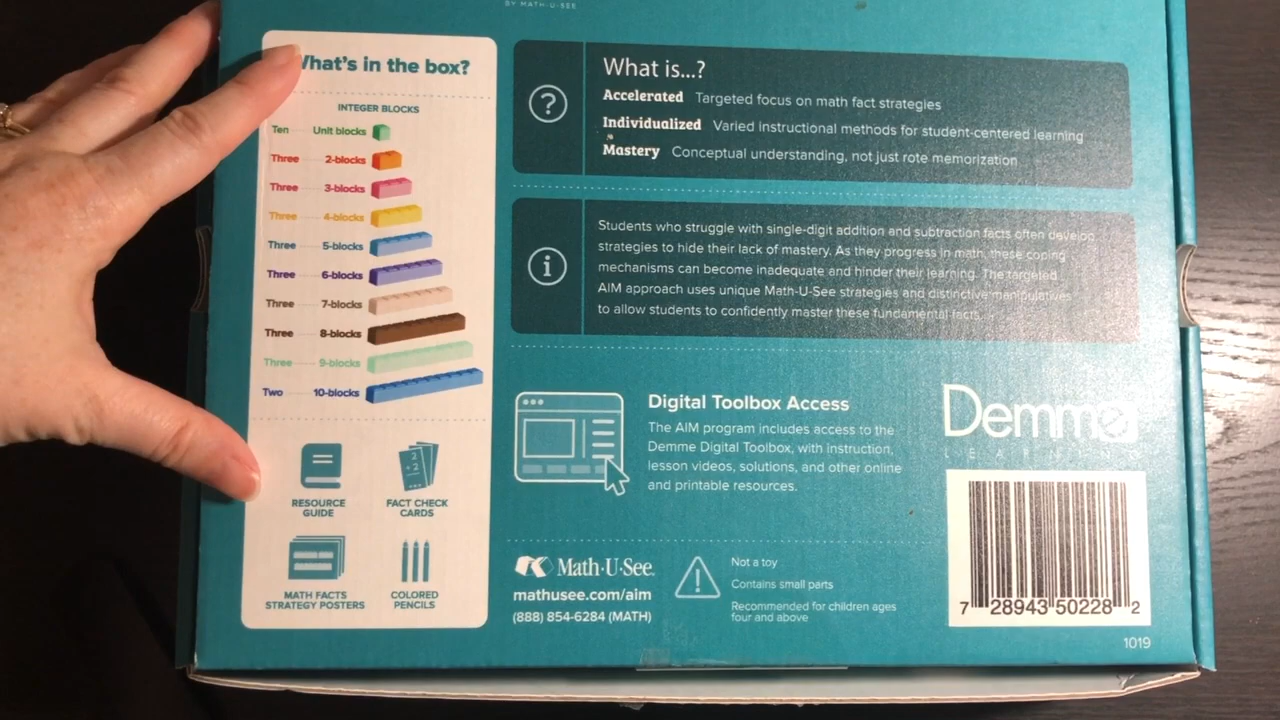 BY MATH·U·SEE
What's in the box?
INTEGER BLOCKS
Ten Unit blocks
Three 2-blocks
Three 3-blocks
Three 4-blocks
Three 5-blocks
Three 6-blocks
Three 7-blocks
Three 8-blocks
Three 9-blocks
Two 10-blocks
RESOURCE
GUIDE
2
+2
FACT CHECK
CARDS
MATH FACTS
STRATEGY POSTERS
COLORED
PENCILS
?
What is...?
Accelerated Targeted focus on math fact strategies
Individualized Varied instructional methods for student-centered learning
Mastery Conceptual understanding, not just rote memorization
i
Students who struggle with single-digit addition and subtraction facts often develop
strategies to hide their lack of mastery. As they progress in math, these coping
mechanisms can become inadequate and hinder their learning. The targeted
AIM approach uses unique Math-U-See strategies and distinctive manipulatives
to allow students to confidently master these fundamental facts.
Digital Toolbox Access
The AIM program includes access to the
Demme Digital Toolbox, with instruction,
lesson videos, solutions, and other online
and printable resources.
Demme
LEARNING
Math·U·See
mathusee.com/aim
(888) 854-6284 (MATH)
!
Not a toy
Contains small parts
Recommended for children ages
four and above
7 28943 50228 2
1019